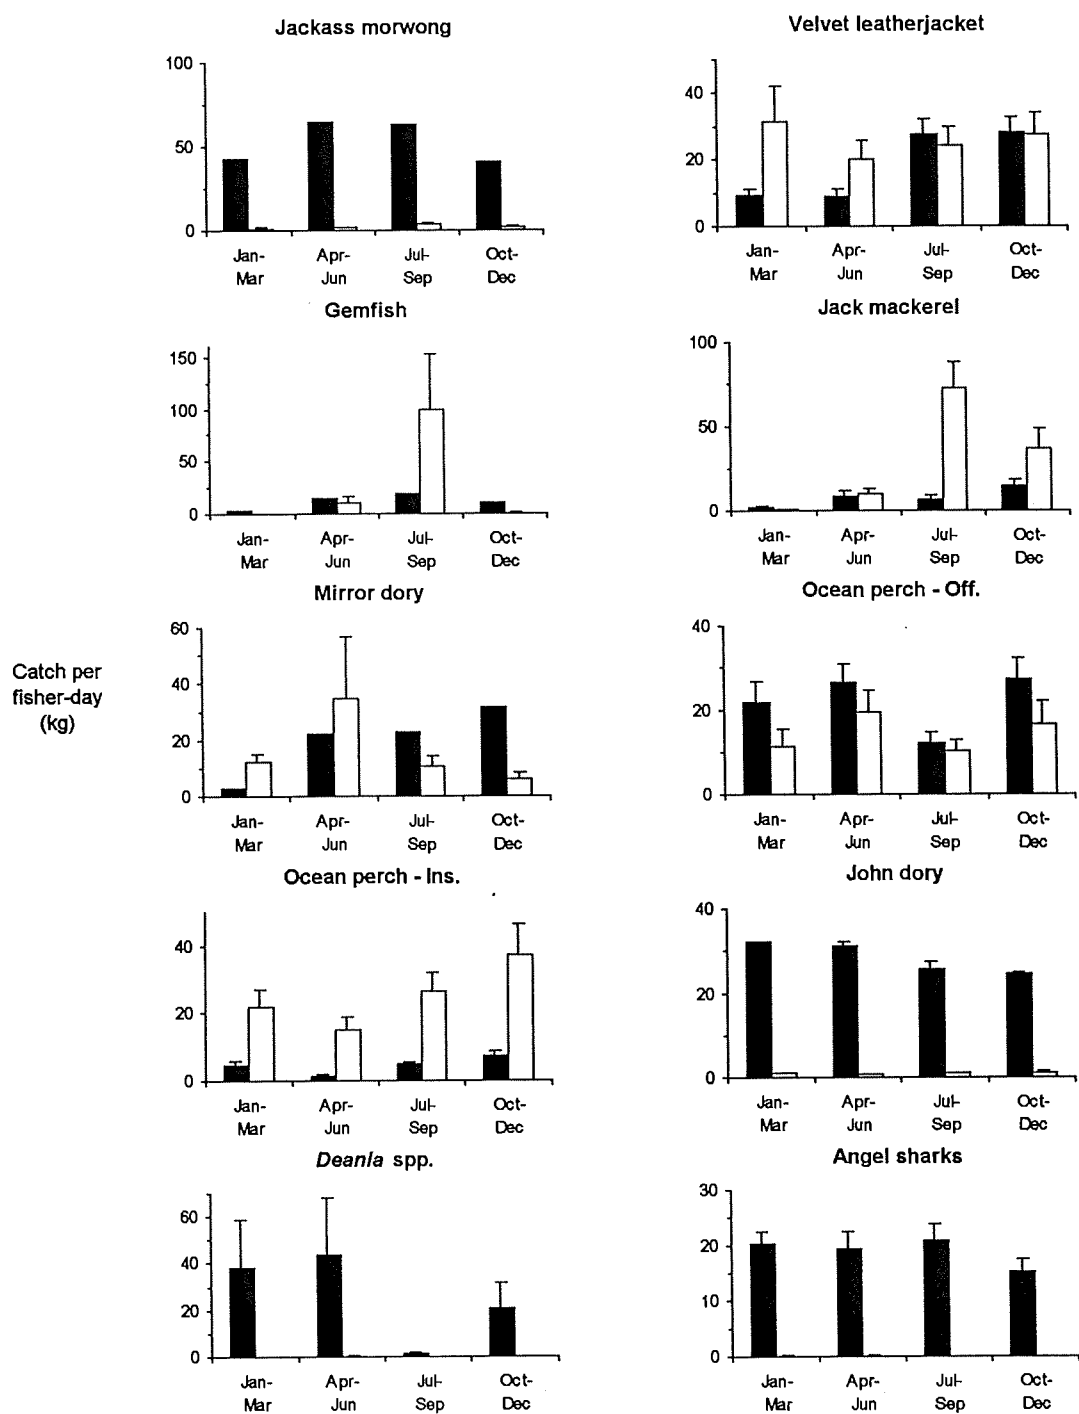 Jackass morwong
100
50
0
Jan-
Mar
Apr-
Jun
Jul-
Sep
Oct-
Dec
Velvet leatherjacket
40
20
0
Jan-
Mar
Apr-
Jun
Jul-
Sep
Oct-
Dec
Gemfish
150
100
50
0
Jan-
Mar
Apr-
Jun
Jul-
Sep
Oct-
Dec
Jack mackerel
100
50
0
Jan-
Mar
Apr-
Jun
Jul-
Sep
Oct-
Dec
Catch per
fisher-day
(kg)
Mirror dory
60
40
20
0
Jan-
Mar
Apr-
Jun
Jul-
Sep
Oct-
Dec
Ocean perch - Off.
40
20
0
Jan-
Mar
Apr-
Jun
Jul-
Sep
Oct-
Dec
Ocean perch - Ins.
40
20
0
Jan-
Mar
Apr-
Jun
Jul-
Sep
Oct-
Dec
John dory
40
20
0
Jan-
Mar
Apr-
Jun
Jul-
Sep
Oct-
Dec
Deania spp.
60
40
20
0
Jan-
Mar
Apr-
Jun
Jul-
Sep
Oct-
Dec
Angel sharks
30
20
10
0
Jan-
Mar
Apr-
Jun
Jul-
Sep
Oct-
Dec